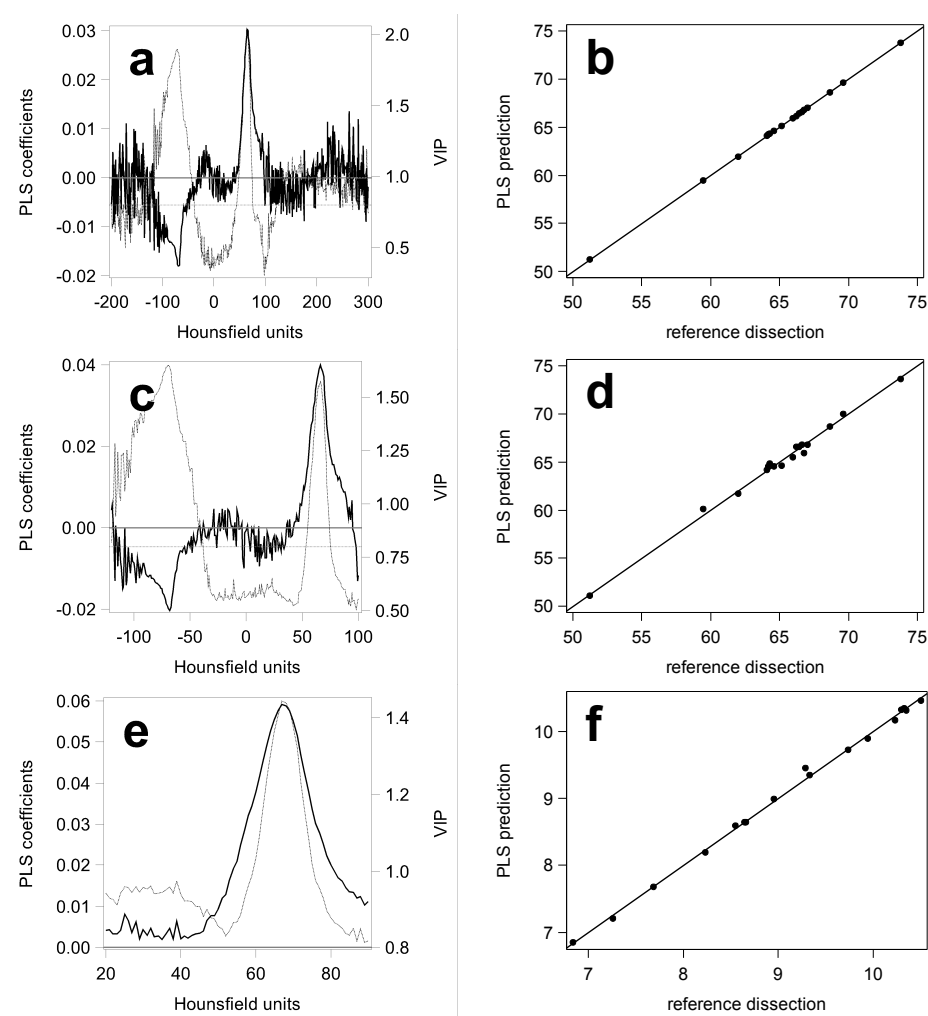 a
0.03
0.02
0.01
0.00
-0.01
-0.02
PLS coefficients
2.0
1.5
1.0
0.5
VIP
-200 -100 0 100 200 300
Hounsfield units
b
75
70
65
60
55
50
PLS prediction
50 55 60 65 70 75
reference dissection
c
0.04
0.02
0.00
-0.02
PLS coefficients
1.50
1.25
1.00
0.75
0.50
VIP
-100 -50 0 50 100
Hounsfield units
d
75
70
65
60
55
50
PLS prediction
50 55 60 65 70 75
reference dissection
e
0.06
0.05
0.04
0.03
0.02
0.01
0.00
PLS coefficients
1.4
1.2
1.0
0.8
VIP
20 40 60 80
Hounsfield units
f
10
9
8
7
PLS prediction
7 8 9 10
reference dissection